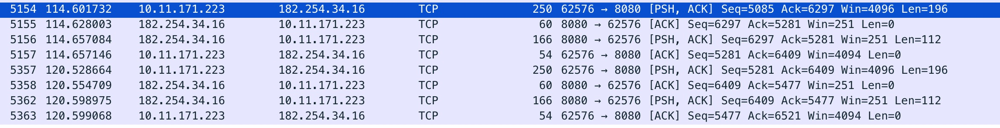 5154 114.601732 10.11.171.223 182.254.34.16 TCP 250 62576 → 8080 [PSH, ACK] Seq=5085 Ack=6297 Win=4096 Len=196
5155 114.628003 182.254.34.16 10.11.171.223 TCP 60 8080 → 62576 [ACK] Seq=6297 Ack=5281 Win=251 Len=0
5156 114.657084 182.254.34.16 10.11.171.223 TCP 166 8080 → 62576 [PSH, ACK] Seq=6297 Ack=5281 Win=251 Len=112
5157 114.657146 10.11.171.223 182.254.34.16 TCP 54 62576 → 8080 [ACK] Seq=5281 Ack=6409 Win=4094 Len=0
5357 120.528664 10.11.171.223 182.254.34.16 TCP 250 62576 → 8080 [PSH, ACK] Seq=5281 Ack=6409 Win=4096 Len=196
5358 120.554709 182.254.34.16 10.11.171.223 TCP 60 8080 → 62576 [ACK] Seq=6409 Ack=5477 Win=251 Len=0
5362 120.598975 182.254.34.16 10.11.171.223 TCP 166 8080 → 62576 [PSH, ACK] Seq=6409 Ack=5477 Win=251 Len=112
5363 120.599068 10.11.171.223 182.254.34.16 TCP 54 62576 → 8080 [ACK] Seq=5477 Ack=6521 Win=4094 Len=0